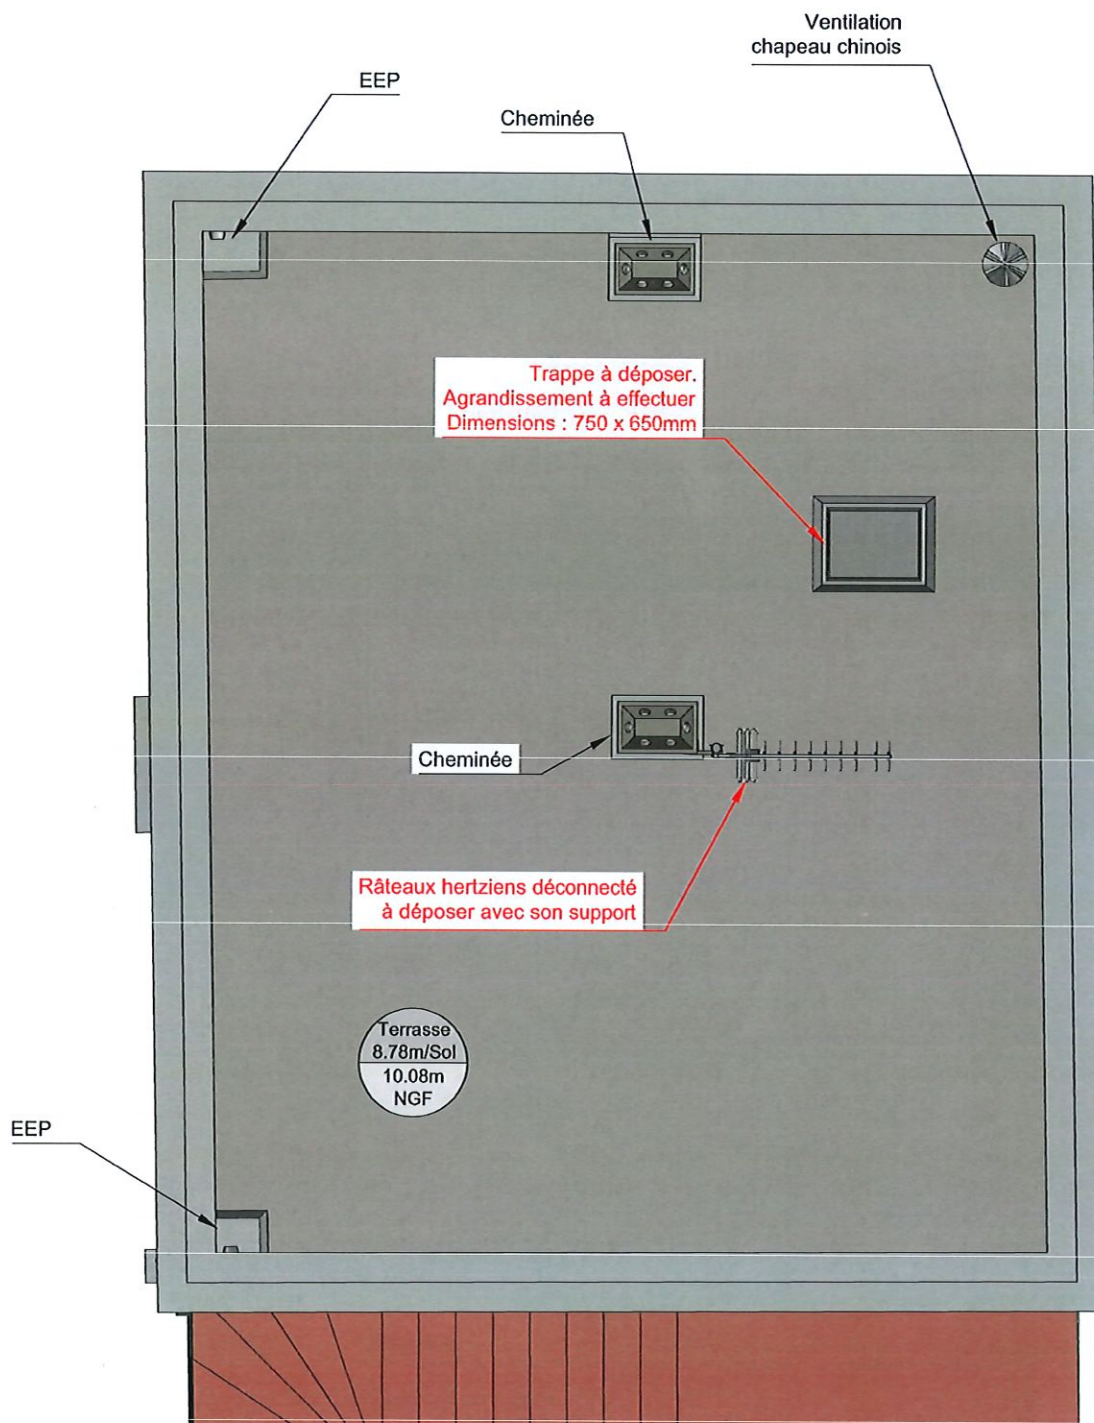 Ventilation
chapeau chinois
EEP
Cheminée
Trappe à déposer.
Agrandissement à effectuer
Dimensions : 750 x 650mm
Cheminée
Râteaux hertziens déconnecté
à déposer avec son support
Terrasse
8.78m/Sol
10.08m
NGF
EEP